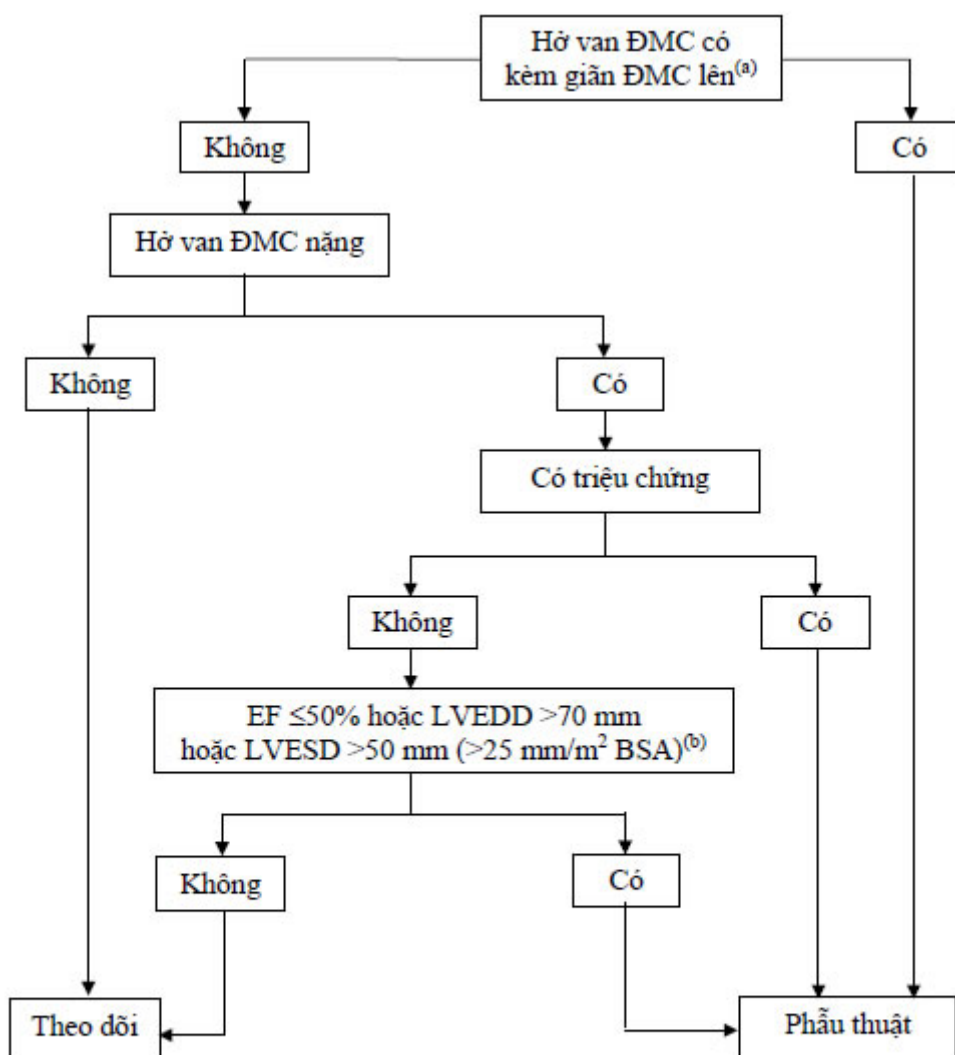 Hở van ĐMC có
kèm giãn ĐMC lên(a)
Không
Có
Hở van ĐMC nặng
Không
Có
Có triệu chứng
Không
Có
EF ≤50% hoặc LVEDD >70 mm
hoặc LVESD >50 mm (>25 mm/m² BSA)(b)
Không
Có
Theo dõi
Phẫu thuật